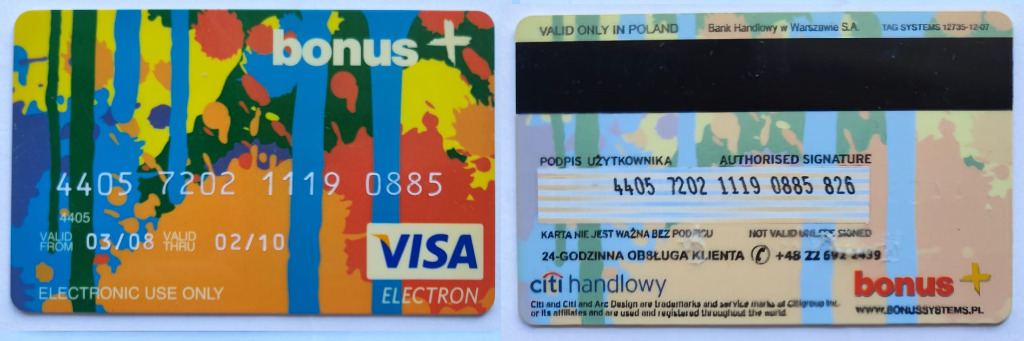 bonus+
4405 7202 1119 0885
4405
VALID FROM 03/08 VALID THRU 02/10
VISA
ELECTRONIC USE ONLY
ELECTRON
VALID ONLY IN POLAND Bank Handlowy w Warszawie S.A. TAG SYSTEMS 12735-12-07
PODPIS UŻYTKOWNIKA AUTHORISED SIGNATURE
4405 7202 1119 0885 826
KARTA NIE JEST WAŻNA BEZ PODPISU NOT VALID UNLESS SIGNED
24-GODZINNA OBSŁUGA KLIENTA +48 22 692 2439
citi handlowy
bonus+
Citi and Citi and Arc Design are trademarks and service marks of Citigroup Inc.
or its affiliates and are used and registered throughout the world.
WWW.BONUSSYSTEMS.PL